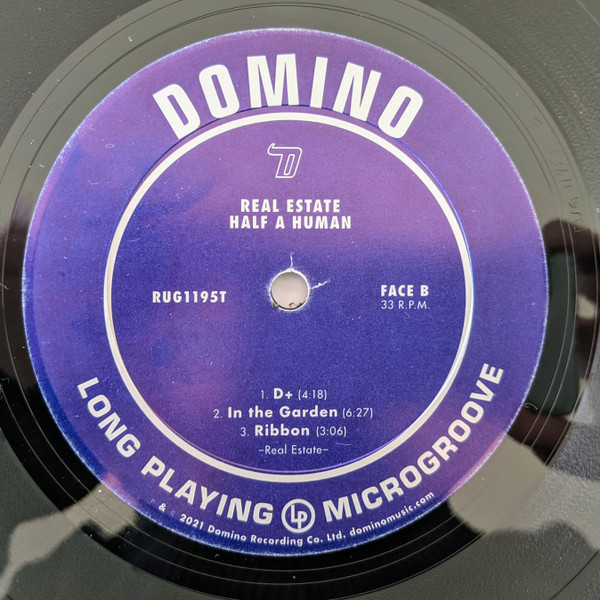 DOMINO
D
REAL ESTATE
HALF A HUMAN
RUG1195T
FACE B
33 R.P.M.
1. D+ (4:18)
2. In the Garden (6:27)
3. Ribbon (3:06)
–Real Estate–
LONG PLAYING LP MICROGROOVE
& 2021 Domino Recording Co. Ltd. dominomusic.com